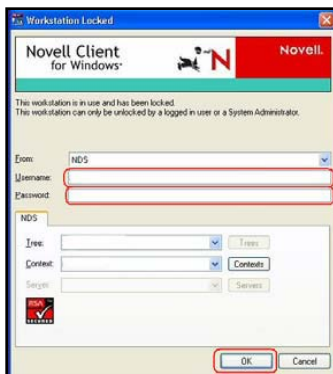 Workstation Locked
Novell Client
for Windows·
N
Novell.
This workstation is in use and has been locked.
This workstation can only be unlocked by a logged in user or a System Administrator.
From: NDS
Username:
Password:
NDS
Tree: Trees
Context: Contexts
Server: Servers
RSA
SECURED
OK Cancel